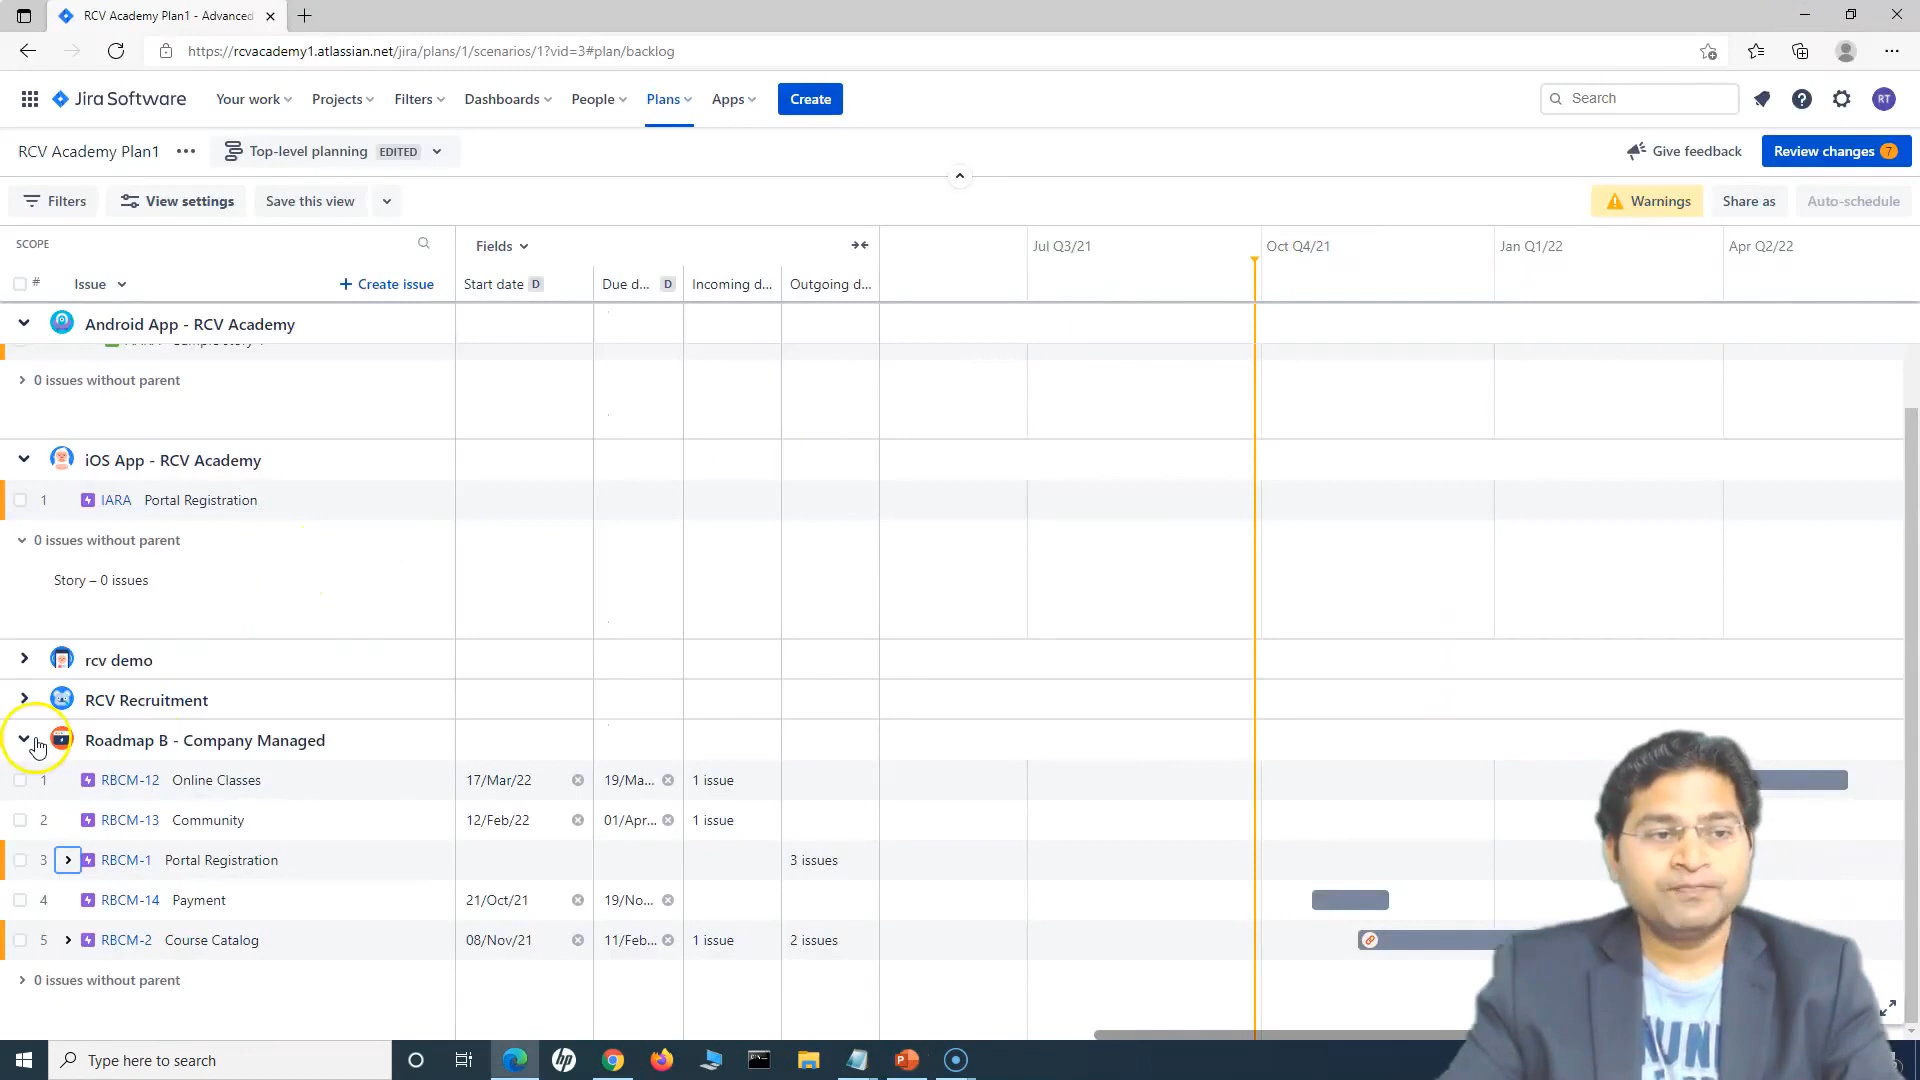 RCV Academy Plan1 - Advanced
https://rcvacademy1.atlassian.net/jira/plans/1/scenarios/1?vid=3#plan/backlog
Jira Software Your work Projects Filters Dashboards People Plans Apps Create Search RT
RCV Academy Plan1 ••• Top-level planning EDITED Give feedback Review changes 7
Filters View settings Save this view Warnings Share as Auto-schedule
SCOPE Fields Jul Q3/21 Oct Q4/21 Jan Q1/22 Apr Q2/22
# Issue + Create issue Start date D Due d... D Incoming d... Outgoing d...
Android App - RCV Academy
0 issues without parent
iOS App - RCV Academy
1 IARA Portal Registration
0 issues without parent
Story – 0 issues
rcv demo
RCV Recruitment
Roadmap B - Company Managed
1 RBCM-12 Online Classes 17/Mar/22 19/Ma... 1 issue
2 RBCM-13 Community 12/Feb/22 01/Apr... 1 issue
3 RBCM-1 Portal Registration 3 issues
4 RBCM-14 Payment 21/Oct/21 19/No...
5 RBCM-2 Course Catalog 08/Nov/21 11/Feb... 1 issue 2 issues
0 issues without parent
Type here to search hp